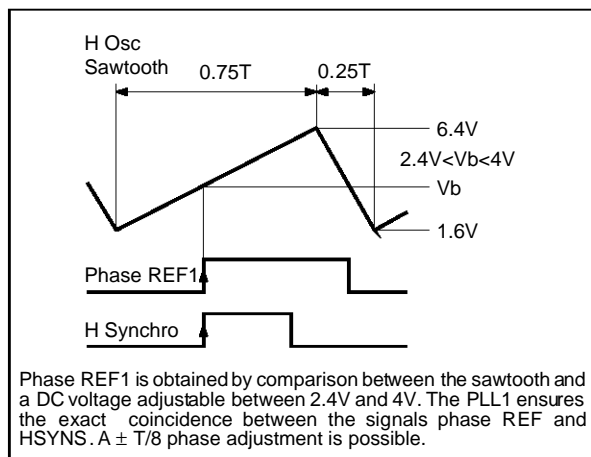 H Osc
Sawtooth
0.75T
0.25T
6.4V
2.4V<Vb<4V
Vb
1.6V
Phase REF1
H Synchro
Phase REF1 is obtained by comparison between the sawtooth and
a DC voltage adjustable between 2.4V and 4V. The PLL1 ensures
the exact coincidence between the signals phase REF and
HSYNS. A ± T/8 phase adjustment is possible.